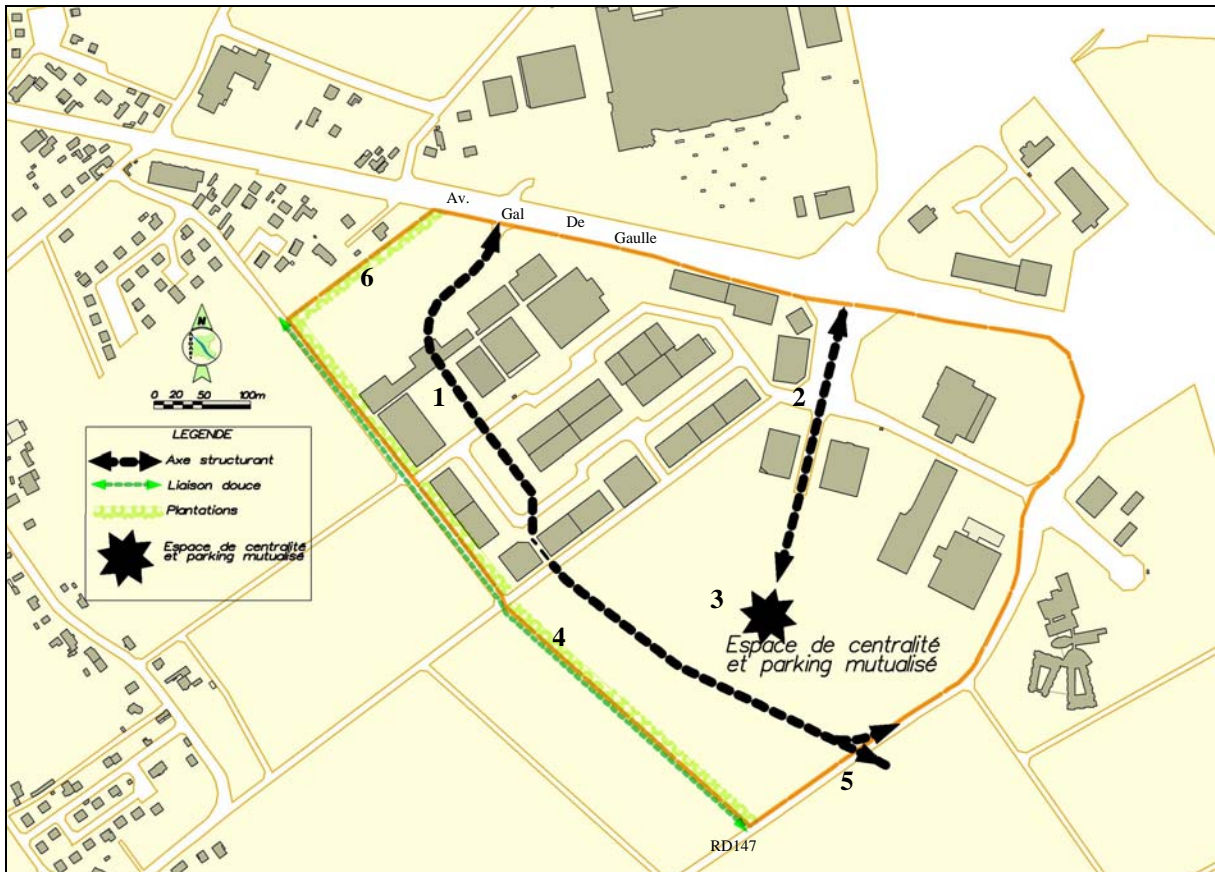 Av.
Gal
De
Gaulle
6
1
2
N
0 20 50 100m
LEGENDE
Axe structurant
Liaison douce
Plantations
Espace de centralité
et parking mutualisé
3
Espace de centralité
et parking mutualisé
4
5
RD147